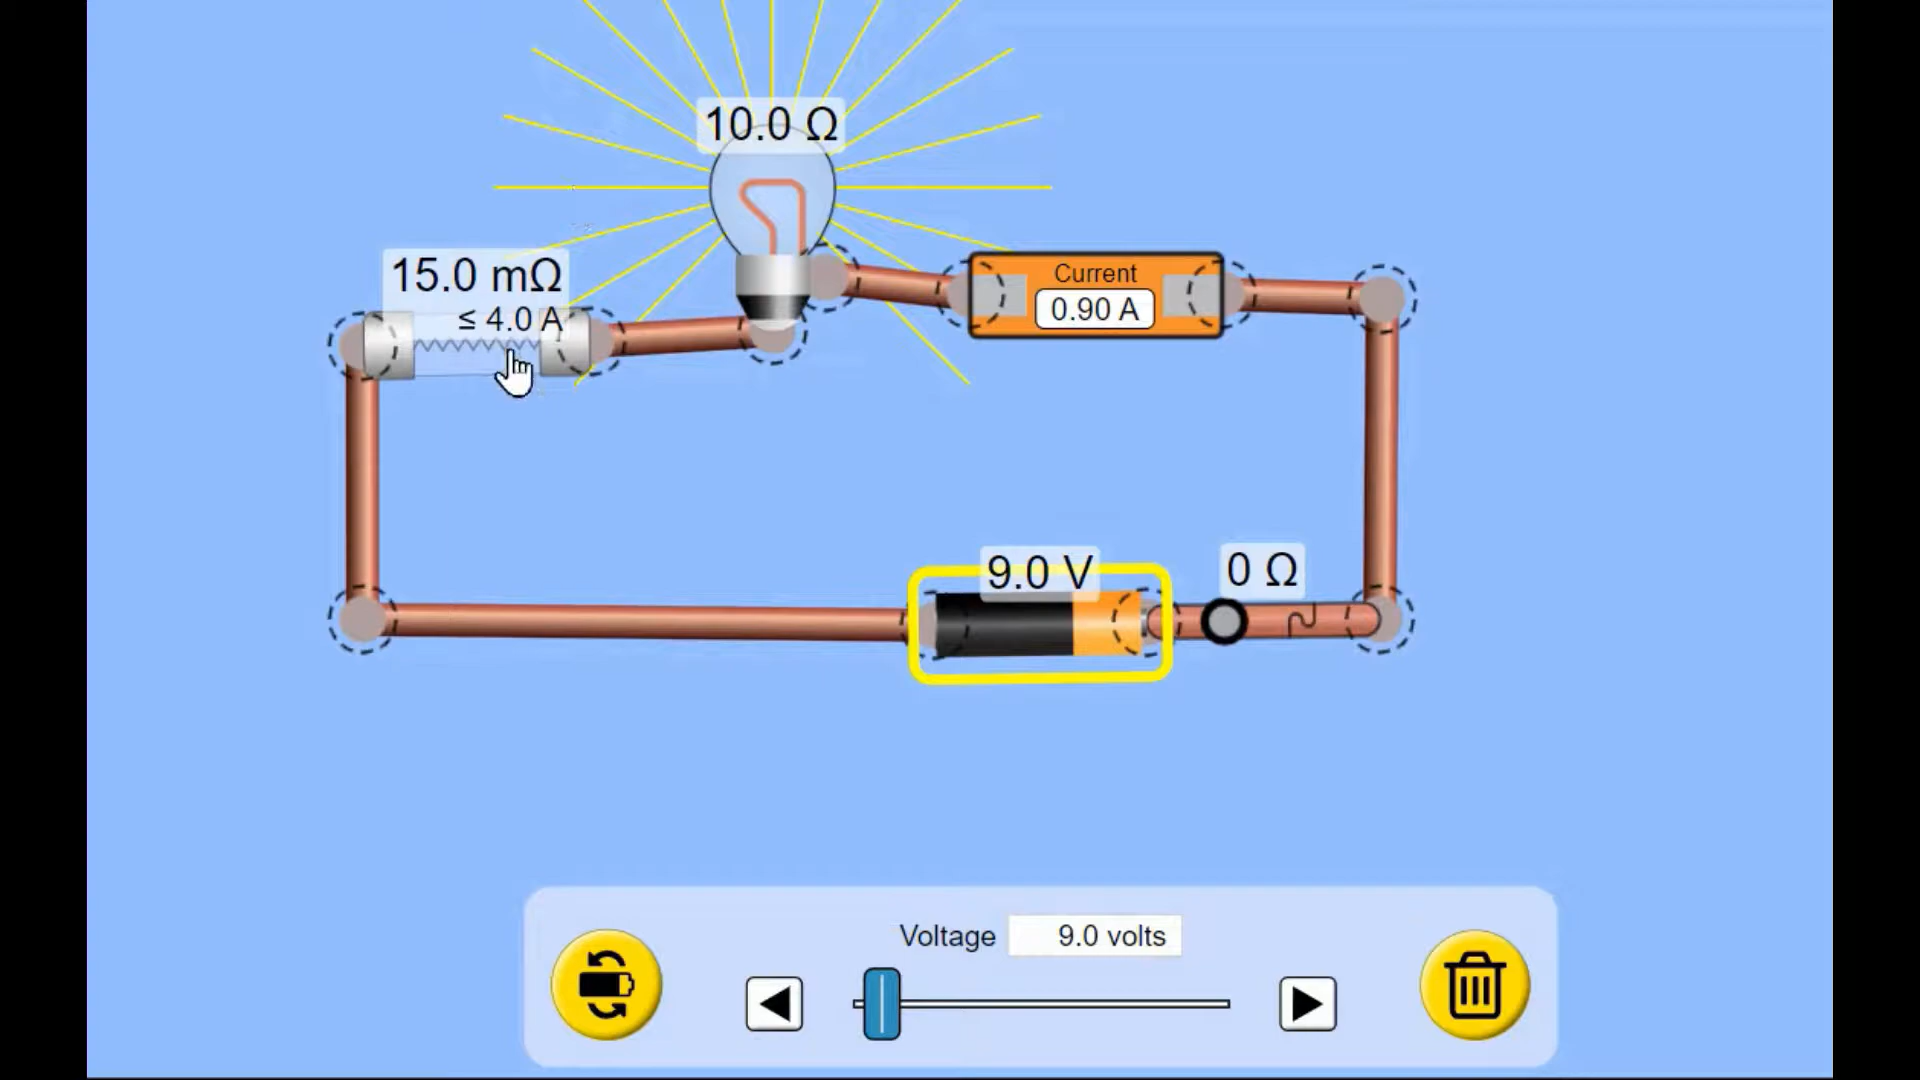 10.0 Ω
15.0 mΩ
≤ 4.0 A
Current
0.90 A
9.0 V
0 Ω
Voltage 9.0 volts